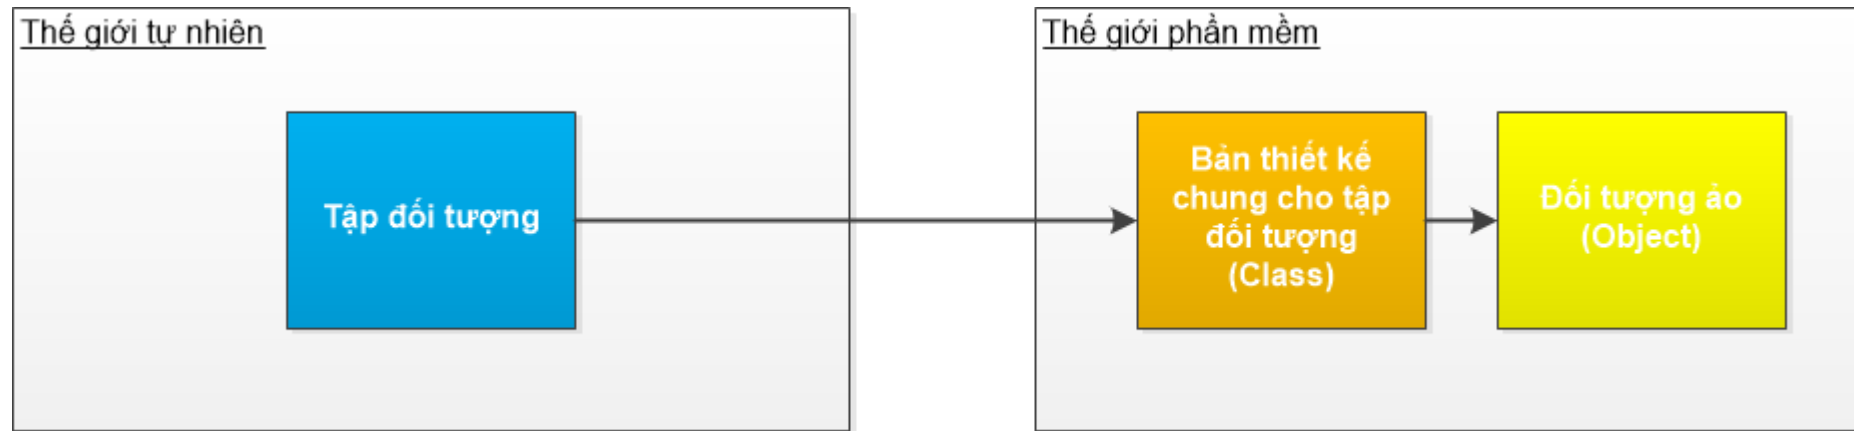 Thế giới tự nhiên
Tập đối tượng
Thế giới phần mềm
Bản thiết kế
chung cho tập
đối tượng
(Class)
Đối tượng ảo
(Object)